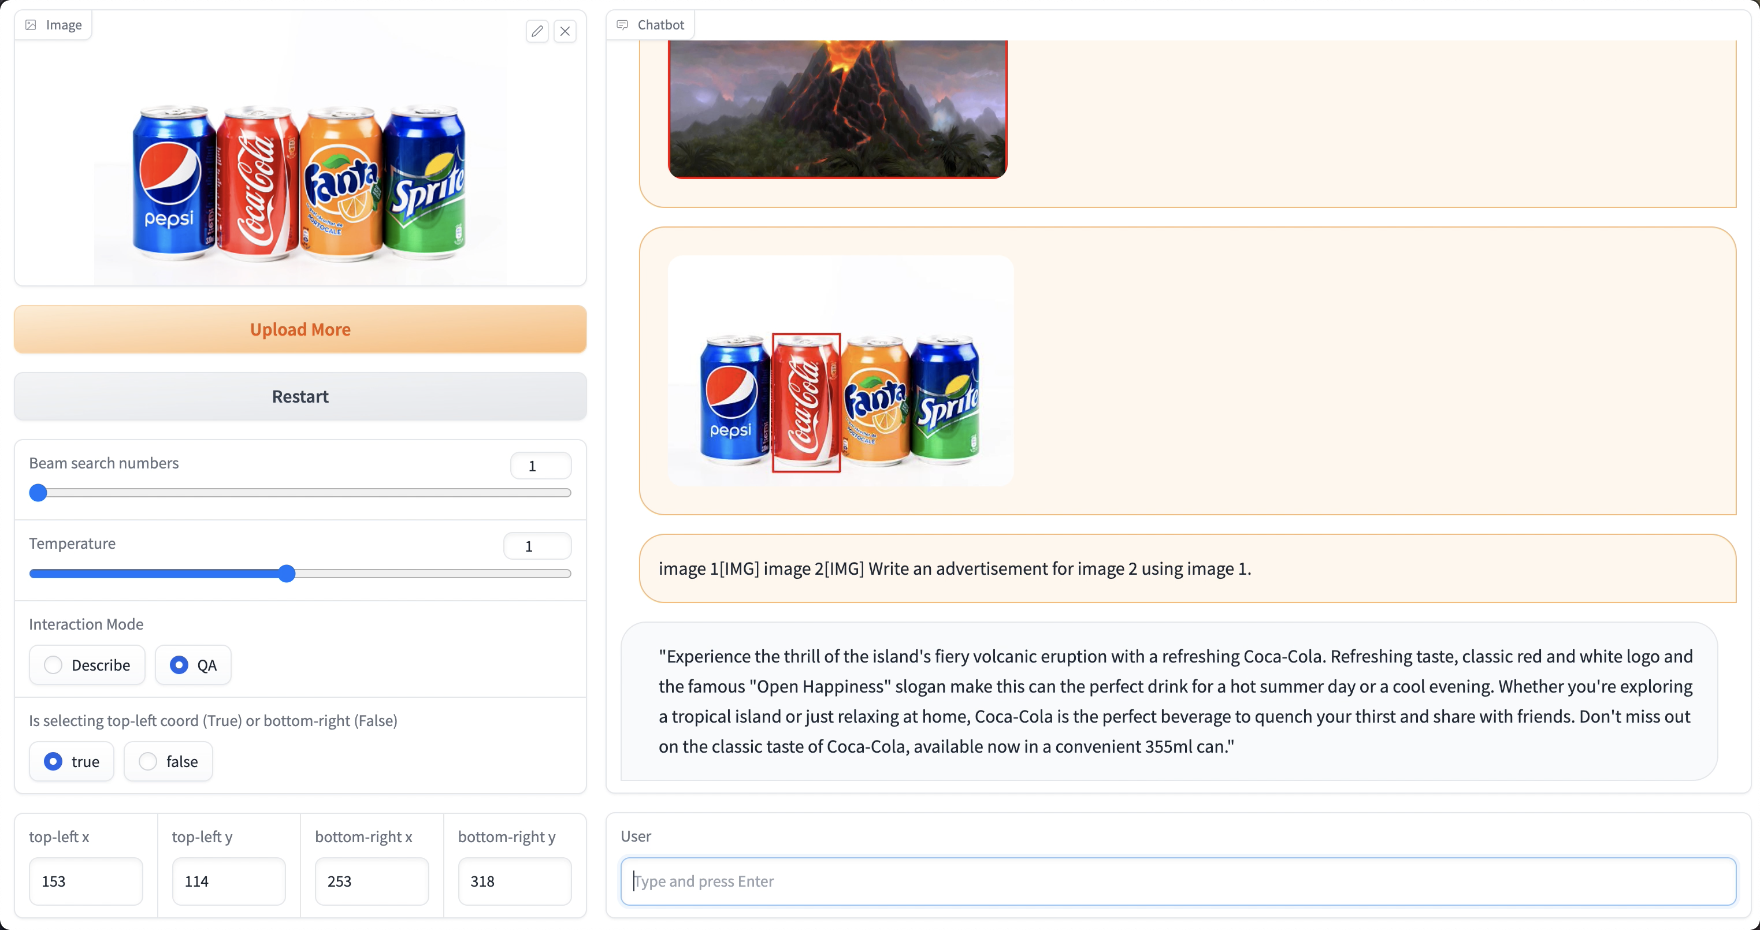 Image
pepsi
Coca-Cola
Fanta
PORTOCALE
Sprite
Upload More
Restart
Beam search numbers
1
Temperature
1
Interaction Mode
Describe
QA
Is selecting top-left coord (True) or bottom-right (False)
true
false
top-left x
top-left y
bottom-right x
bottom-right y
153
114
253
318
Chatbot
pepsi
Coca-Cola
Fanta
Sprite
image 1[IMG] image 2[IMG] Write an advertisement for image 2 using image 1.
"Experience the thrill of the island's fiery volcanic eruption with a refreshing Coca-Cola. Refreshing taste, classic red and white logo and
the famous "Open Happiness" slogan make this can the perfect drink for a hot summer day or a cool evening. Whether you're exploring
a tropical island or just relaxing at home, Coca-Cola is the perfect beverage to quench your thirst and share with friends. Don't miss out
on the classic taste of Coca-Cola, available now in a convenient 355ml can."
User
Type and press Enter